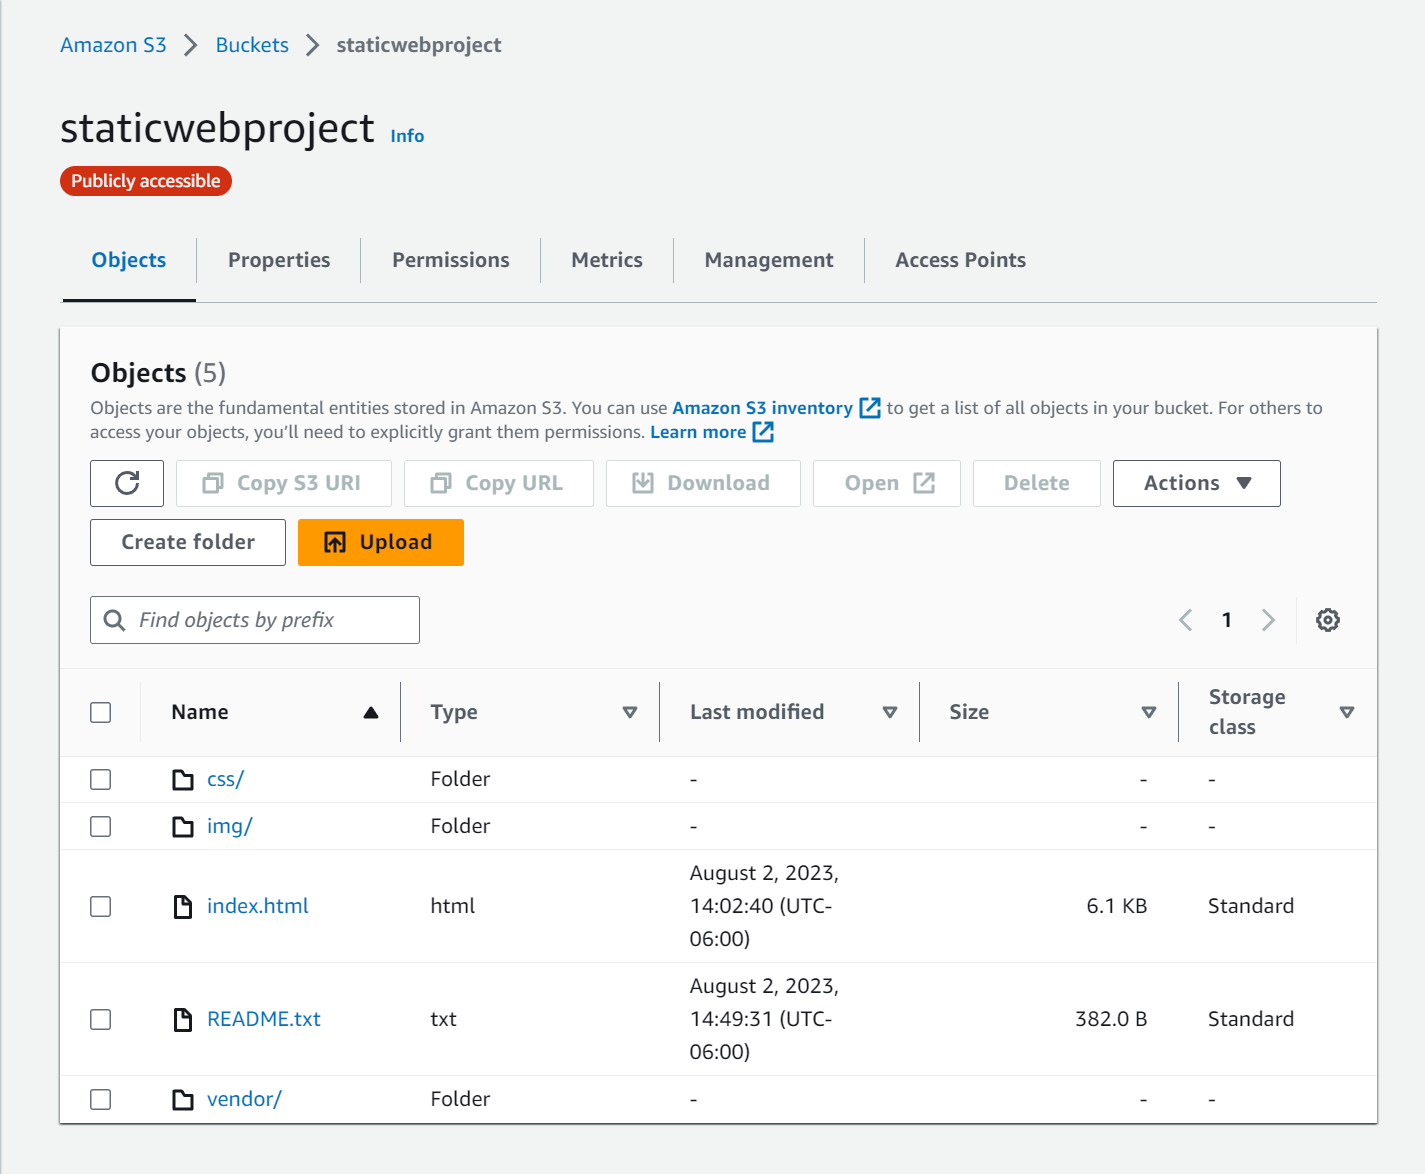 Amazon S3 > Buckets > staticwebproject
staticwebproject Info
Publicly accessible
Objects Properties Permissions Metrics Management Access Points
Objects (5)
Objects are the fundamental entities stored in Amazon S3. You can use Amazon S3 inventory to get a list of all objects in your bucket. For others to
access your objects, you’ll need to explicitly grant them permissions. Learn more
Copy S3 URI Copy URL Download Open Delete Actions
Create folder Upload
Find objects by prefix 1
Name Type Last modified Size Storage
class
css/ Folder - - -
img/ Folder - - -
August 2, 2023,
index.html html 14:02:40 (UTC- 6.1 KB Standard
06:00)
August 2, 2023,
README.txt txt 14:49:31 (UTC- 382.0 B Standard
06:00)
vendor/ Folder - - -